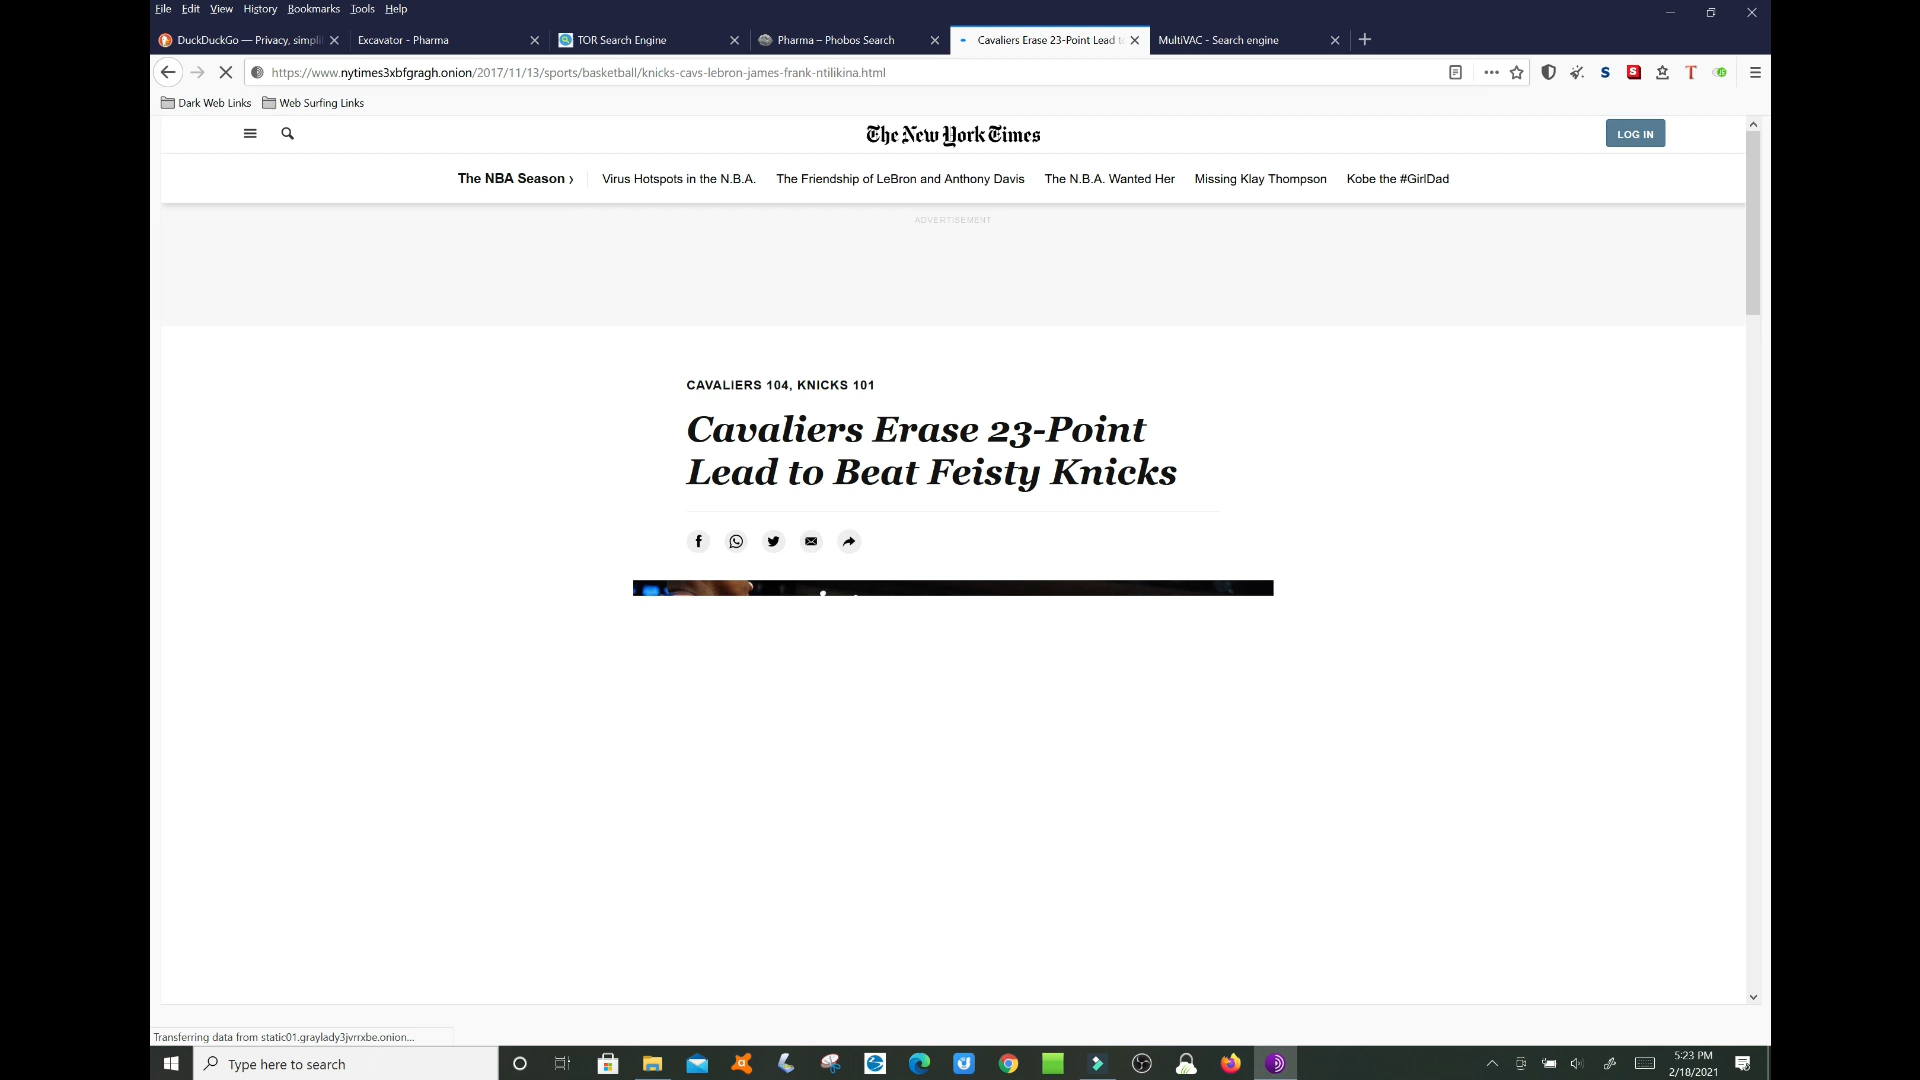 File Edit View History Bookmarks Tools Help
DuckDuckGo — Privacy, simpli
Excavator - Pharma
TOR Search Engine
Pharma – Phobos Search
Cavaliers Erase 23-Point Lead to
MultiVAC - Search engine
https://www.nytimes3xbfgragh.onion/2017/11/13/sports/basketball/knicks-cavs-lebron-james-frank-ntilikina.html
Dark Web Links Web Surfing Links
The New York Times
LOG IN
The NBA Season › Virus Hotspots in the N.B.A. The Friendship of LeBron and Anthony Davis The N.B.A. Wanted Her Missing Klay Thompson Kobe the #GirlDad
ADVERTISEMENT
CAVALIERS 104, KNICKS 101
Cavaliers Erase 23-Point
Lead to Beat Feisty Knicks
Transferring data from static01.graylady3jvrrxbe.onion...
Type here to search
5:23 PM
2/18/2021